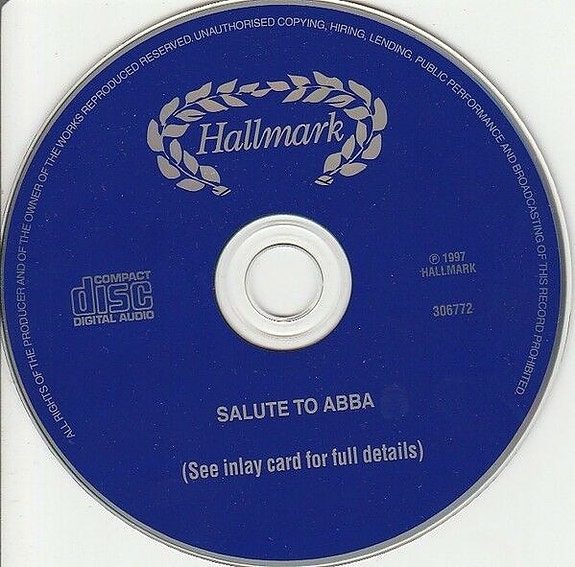 ALL RIGHTS OF THE PRODUCER AND OF THE OWNER OF THE WORKS REPRODUCED RESERVED. UNAUTHORISED COPYING, HIRING, LENDING, PUBLIC PERFORMANCE AND BROADCASTING OF THIS RECORD PROHIBITED.
Hallmark
COMPACT
disc
DIGITAL AUDIO
℗ 1997
HALLMARK
306772
SALUTE TO ABBA
(See inlay card for full details)